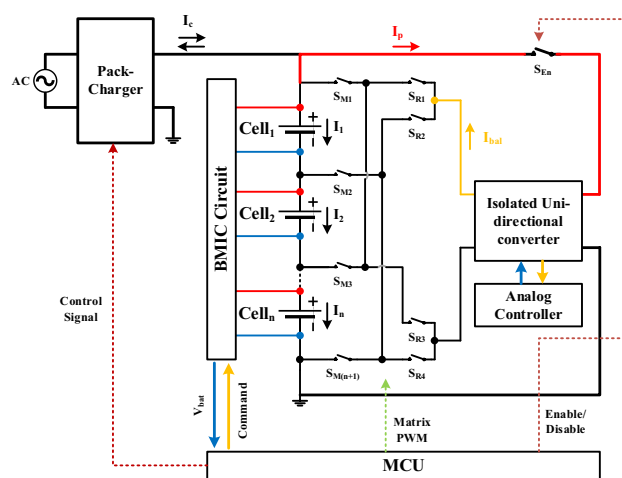 I_c
I_p
AC
Pack-
Charger
S_En
S_M1
S_R1
BMIC Circuit
Cell_1
+
I_1
S_R2
I_bal
S_M2
Cell_2
+
I_2
Isolated Uni-
directional
converter
S_M3
Control
Signal
Cell_n
+
I_n
Analog
Controller
S_R3
S_M(n+1)
S_R4
V_bat
Command
Matrix
PWM
Enable/
Disable
MCU